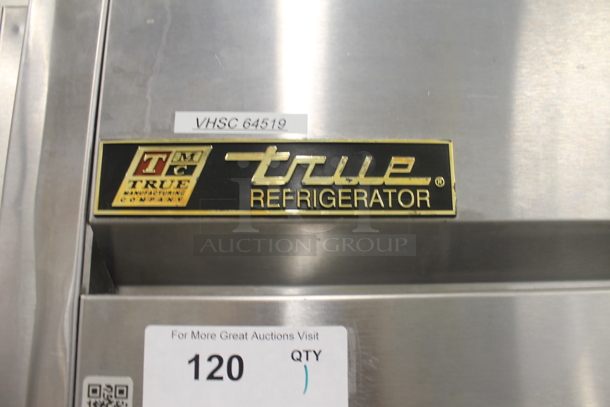 VHSC 64519
T M C
TRUE
MANUFACTURING
COMPANY
true®
REFRIGERATOR
AUCTION GROUP
For More Great Auctions Visit
120
QTY
1